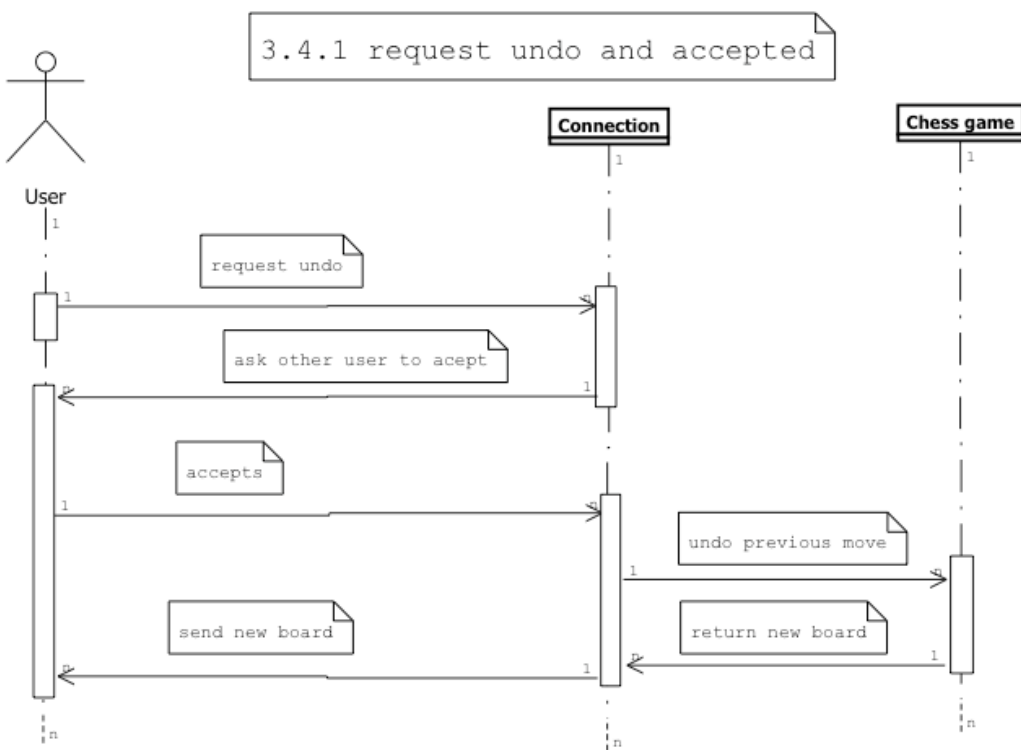 3.4.1 request undo and accepted
Connection
Chess game
1
1
User
1
request undo
1
n
ask other user to acept
n
1
accepts
1
n
undo previous move
1
n
send new board
return new board
n
1
n
1
n
n
n